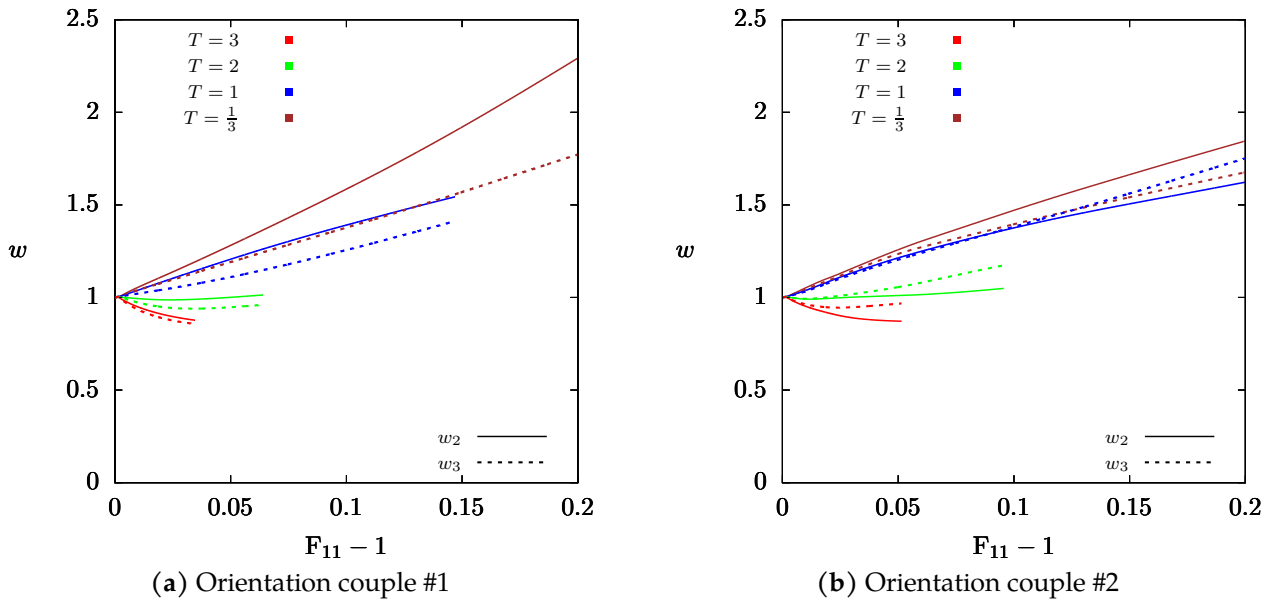 2.5
2
1.5
1
0.5
0
w
T = 3
T = 2
T = 1
T = 1/3
w2
w3
0 0.05 0.1 0.15 0.2
F11 − 1
(a) Orientation couple #1
2.5
2
1.5
1
0.5
0
w
T = 3
T = 2
T = 1
T = 1/3
w2
w3
0 0.05 0.1 0.15 0.2
F11 − 1
(b) Orientation couple #2